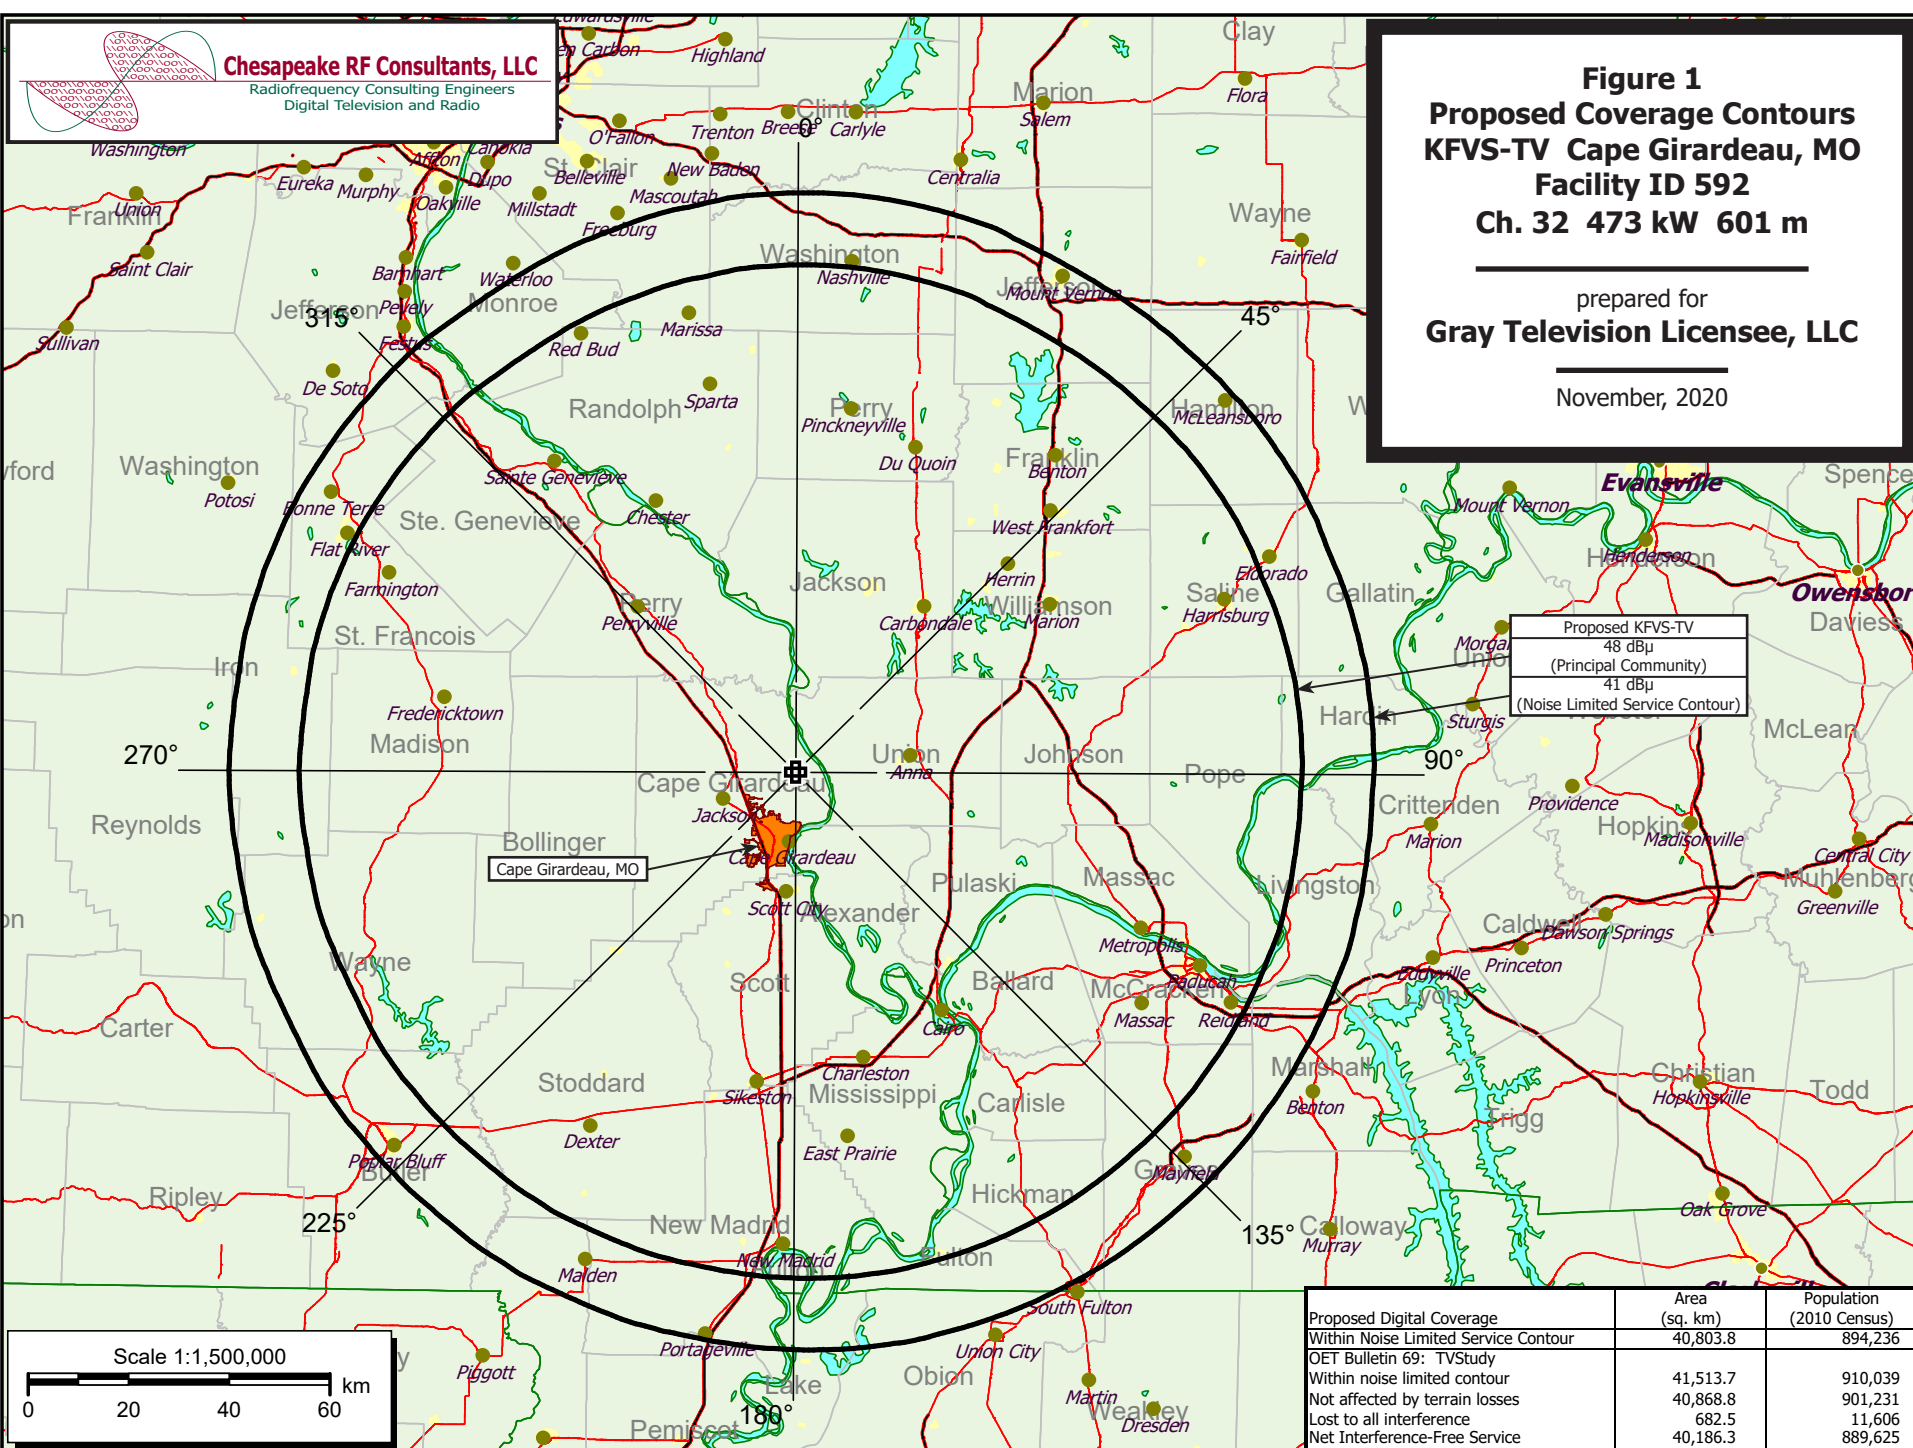 Chesapeake RF Consultants, LLC
Radiofrequency Consulting Engineers
Digital Television and Radio
Figure 1
Proposed Coverage Contours
KFVS-TV Cape Girardeau, MO
Facility ID 592
Ch. 32 473 kW 601 m
prepared for
Gray Television Licensee, LLC
November, 2020
Highland
Clay
Flora
Marion
Salem
Clinton
Trenton
Breese
Carlyle
0°
O'Fallon
Washington
Affton
Cahokia
St. Clair
Belleville
New Badon
Mascoutah
Centralia
Eureka
Murphy
Dupo
Oakville
Millstadt
Freeburg
Franklin
Union
Wayne
Fairfield
Saint Clair
Barnhart
Waterloo
Washington
Nashville
Jefferson
Mount Vernon
Jefferson
Pevely
Monroe
315°
45°
Sullivan
Festus
Red Bud
Marissa
De Soto
Randolph
Sparta
Perry
Pinckneyville
Hamilton
McLeansboro
Washington
Potosi
Sainte Genevieve
Du Quoin
Franklin
Benton
Evansville
Spence
Bonne Terre
Ste. Genevieve
Chester
West Frankfort
Mount Vernon
Flat River
Henderson
Henderson
Farmington
Jackson
Herrin
Eldorado
Owensbor
Perry
Perryville
Carbondale
Williamson
Marion
Saline
Harrisburg
Gallatin
Daviess
St. Francois
Iron
Proposed KFVS-TV
48 dBµ
(Principal Community)
41 dBµ
(Noise Limited Service Contour)
Fredericktown
Madison
Hardin
Sturgis
Webster
McLean
270°
Union
Anna
Johnson
Pope
90°
Cape Girardeau
Jackson
Providence
Reynolds
Bollinger
Crittenden
Marion
Hopkins
Madisonville
Cape Girardeau
Cape Girardeau, MO
Central City
Pulaski
Massac
Livingston
Muhlenberg
Greenville
Scott City
Alexander
Caldwell
Dawson Springs
Metropolis
Princeton
Wayne
Scott
Ballard
McCracken
Paducah
Eddyville
Lyon
Carter
Cairo
Massac
Reidland
Stoddard
Charleston
Sikeston
Mississippi
Carlisle
Marshall
Benton
Christian
Hopkinsville
Todd
Trigg
Dexter
East Prairie
Poplar Bluff
Butler
Graves
Mayfield
Ripley
Hickman
225°
New Madrid
New Madrid
Fulton
135°
Calloway
Murray
Oak Grove
Malden
South Fulton
Portageville
Union City
Piggott
Lake
Obion
Martin
Weakley
Dresden
180°
Pemiscot
Scale 1:1,500,000
km
0 20 40 60
Proposed Digital Coverage Area (sq. km) Population (2010 Census)
Within Noise Limited Service Contour 40,803.8 894,236
OET Bulletin 69: TVStudy
Within noise limited contour 41,513.7 910,039
Not affected by terrain losses 40,868.8 901,231
Lost to all interference 682.5 11,606
Net Interference-Free Service 40,186.3 889,625